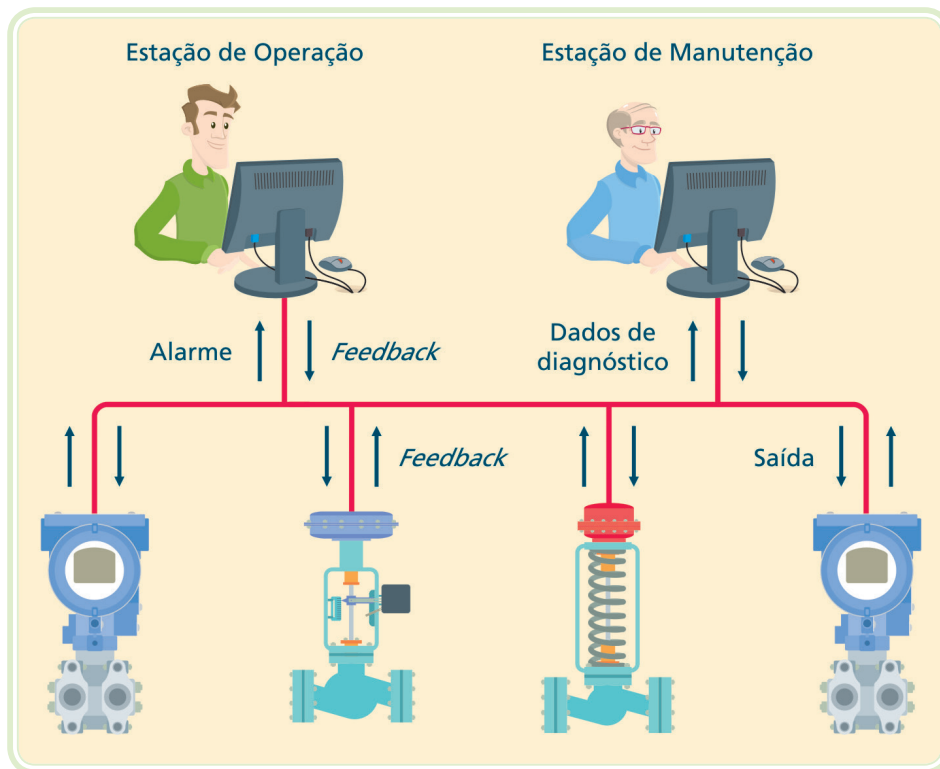 Estação de Operação
Estação de Manutenção
Alarme
Feedback
Dados de
diagnóstico
Feedback
Saída